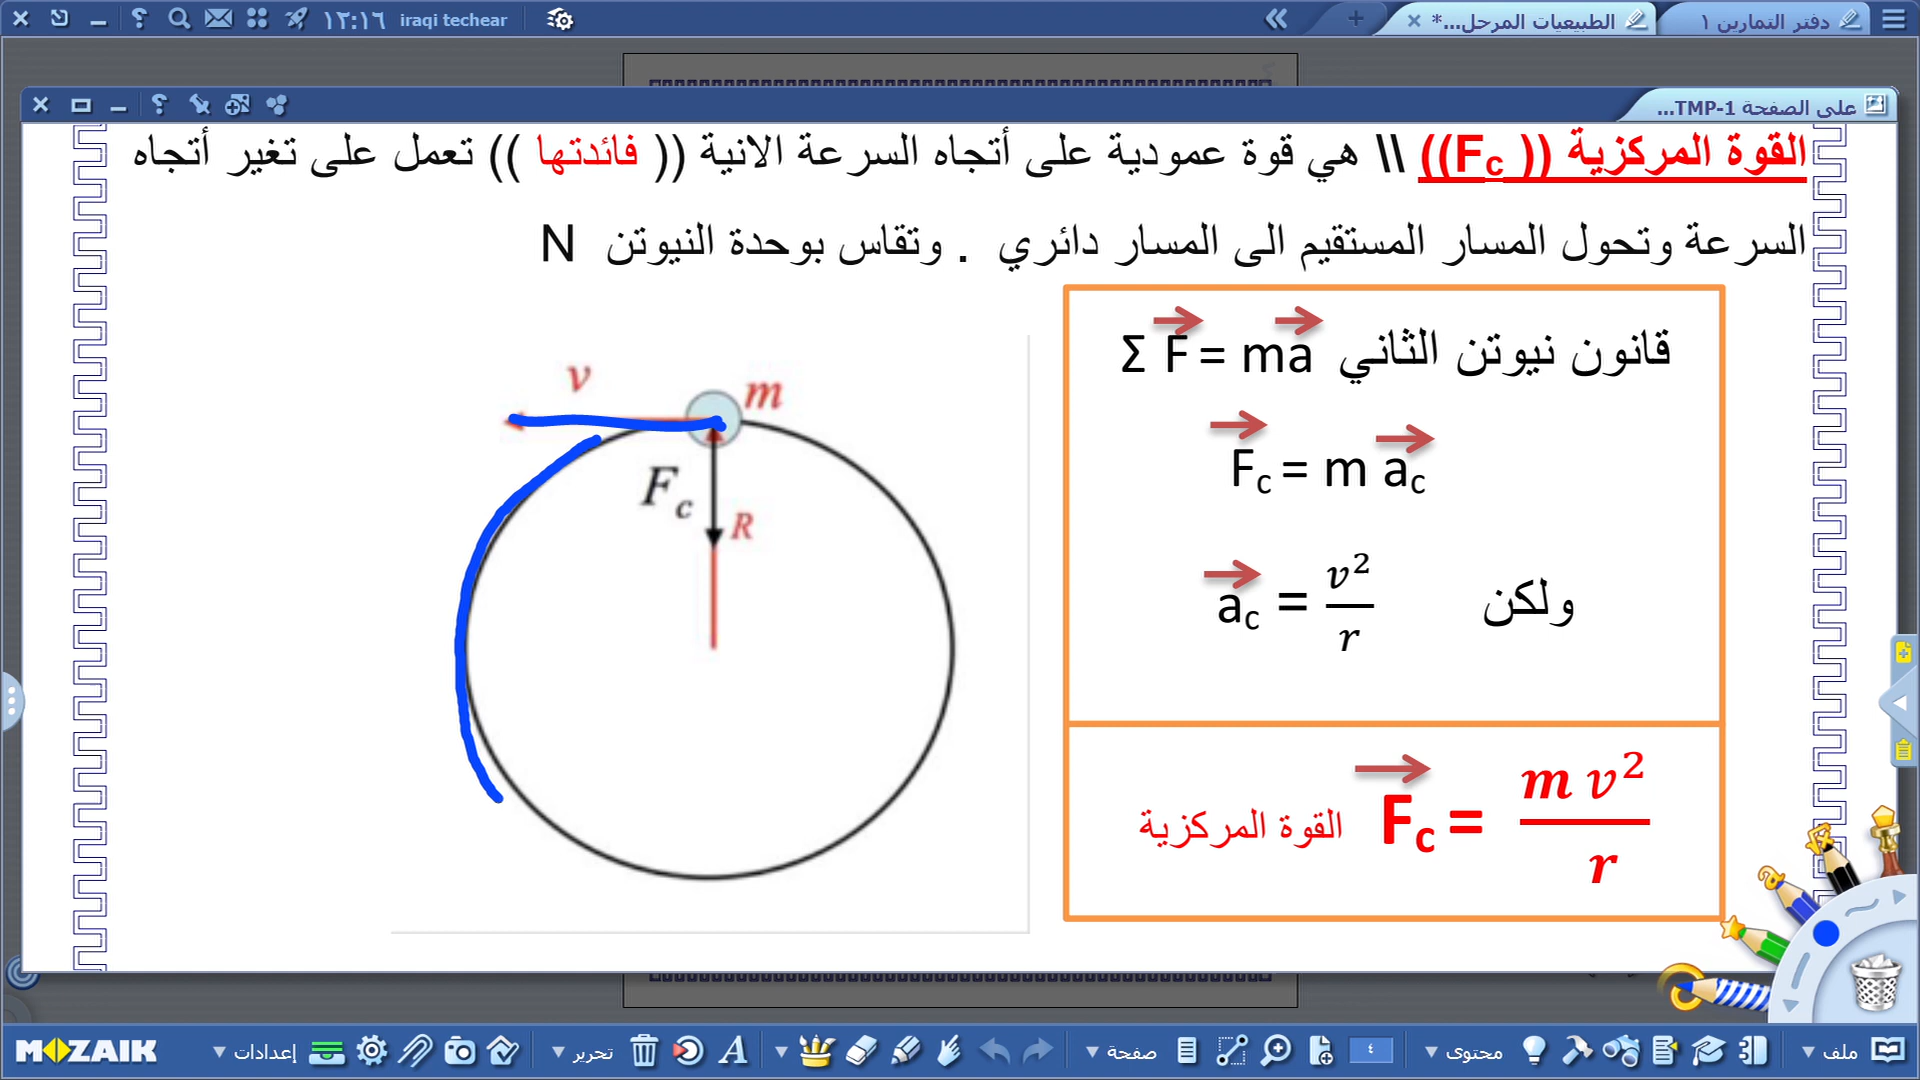 ١٢:١٦ iraqi techear
الطبيعيات المرحل...*
دفتر التمارين ١
على الصفحة TMP-1...
القوة المركزية (( Fc )) \\ هي قوة عمودية على أتجاه السرعة الانية (( فائدتها )) تعمل على تغير أتجاه
السرعة وتحول المسار المستقيم الى المسار دائري . وتقاس بوحدة النيوتن N
قانون نيوتن الثاني Σ F = ma
Fc = m ac
ولكن ac = v²/r
القوة المركزية Fc = m v²/r
v
m
Fc
R
MOZAIK
إعدادات
تحرير
A
صفحة
٤
محتوى
ملف